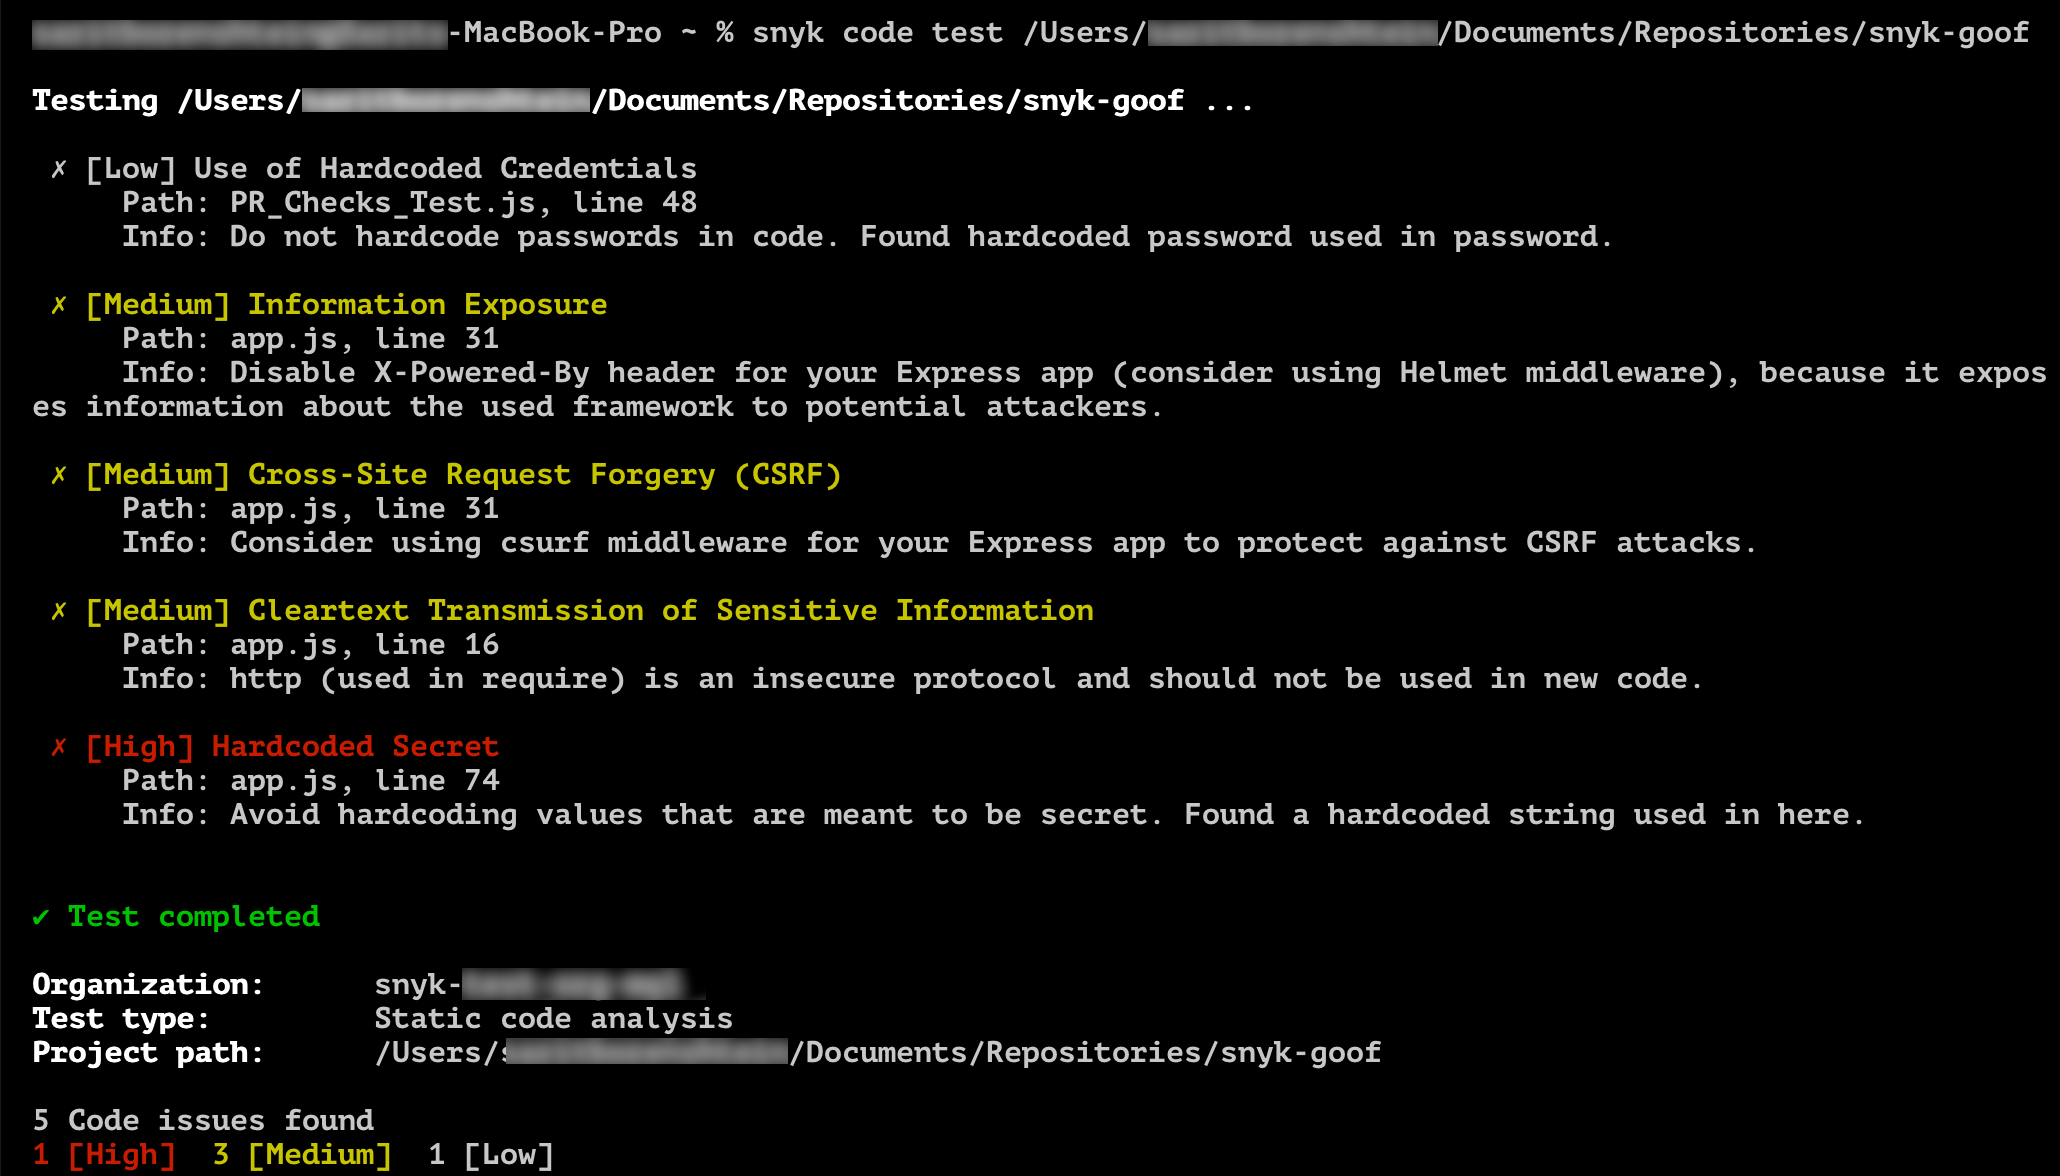 -MacBook-Pro ~ % snyk code test /Users/ /Documents/Repositories/snyk-goof
Testing /Users/ /Documents/Repositories/snyk-goof ...
✗ [Low] Use of Hardcoded Credentials
Path: PR_Checks_Test.js, line 48
Info: Do not hardcode passwords in code. Found hardcoded password used in password.
✗ [Medium] Information Exposure
Path: app.js, line 31
Info: Disable X-Powered-By header for your Express app (consider using Helmet middleware), because it expos
es information about the used framework to potential attackers.
✗ [Medium] Cross-Site Request Forgery (CSRF)
Path: app.js, line 31
Info: Consider using csurf middleware for your Express app to protect against CSRF attacks.
✗ [Medium] Cleartext Transmission of Sensitive Information
Path: app.js, line 16
Info: http (used in require) is an insecure protocol and should not be used in new code.
✗ [High] Hardcoded Secret
Path: app.js, line 74
Info: Avoid hardcoding values that are meant to be secret. Found a hardcoded string used in here.
✔ Test completed
Organization: snyk-
Test type: Static code analysis
Project path: /Users/ /Documents/Repositories/snyk-goof
5 Code issues found
1 [High] 3 [Medium] 1 [Low]